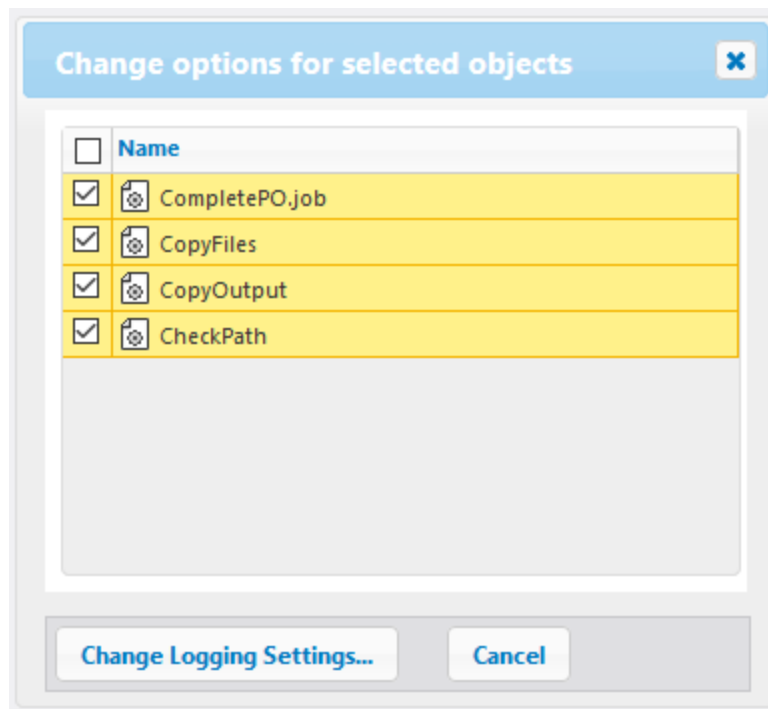 Change options for selected objects
Name
CompletePO.job
CopyFiles
CopyOutput
CheckPath
Change Logging Settings... Cancel